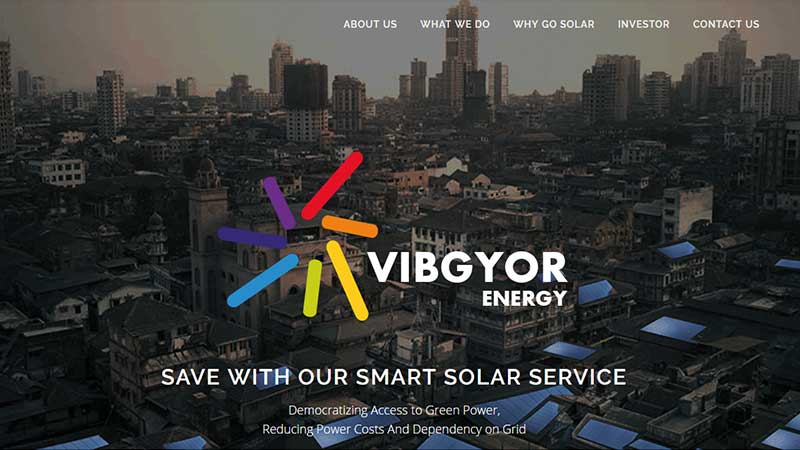 ABOUT US
WHAT WE DO
WHY GO SOLAR
INVESTOR
CONTACT US
VIBGYOR
ENERGY
SAVE WITH OUR SMART SOLAR SERVICE
Democratizing Access to Green Power,
Reducing Power Costs And Dependency on Grid